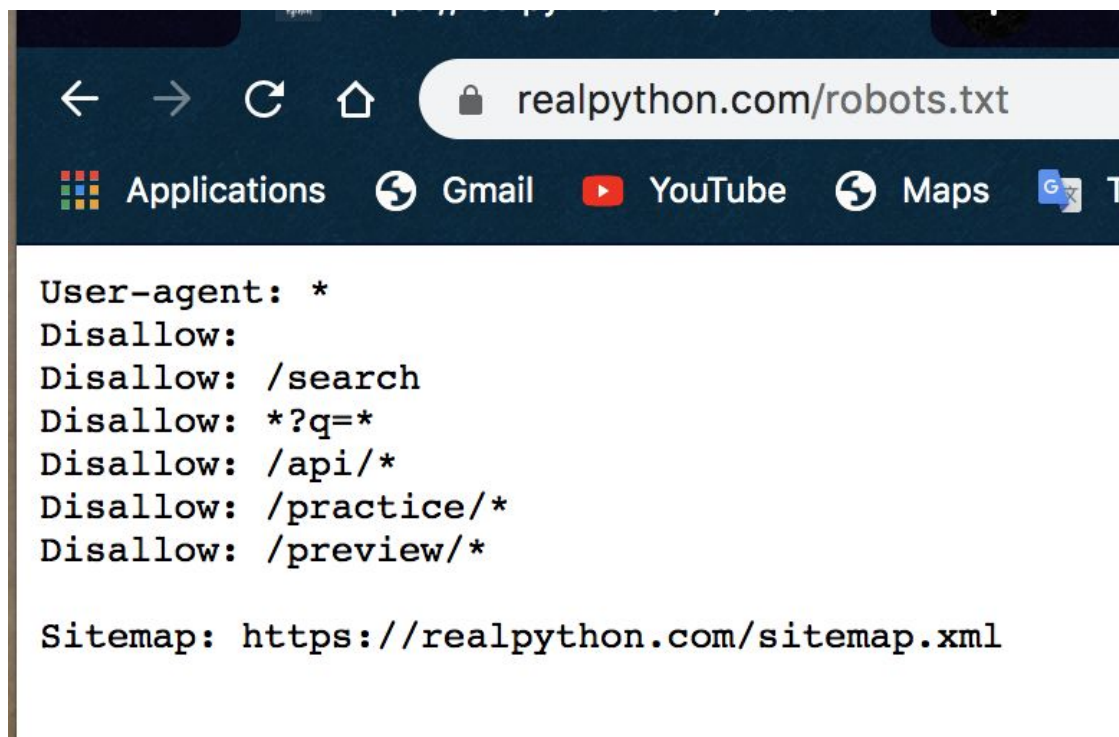 realpython.com/robots.txt
Applications Gmail YouTube Maps
User-agent: *
Disallow:
Disallow: /search
Disallow: *?q=*
Disallow: /api/*
Disallow: /practice/*
Disallow: /preview/*
Sitemap: https://realpython.com/sitemap.xml